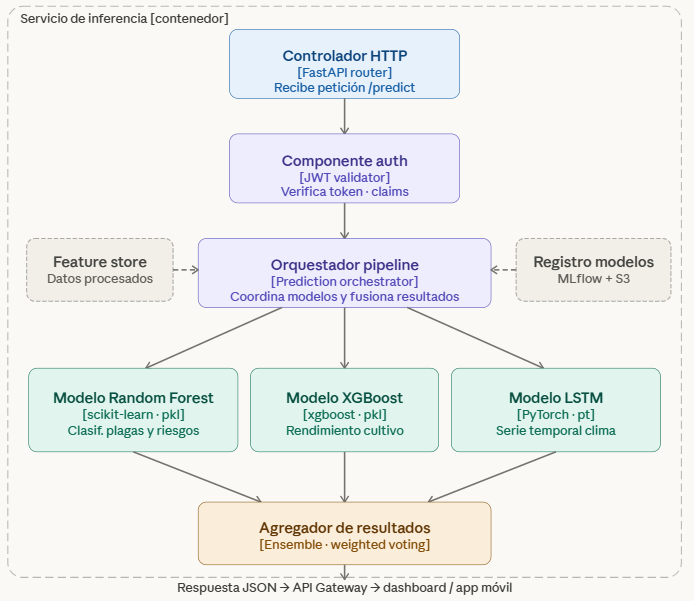 Servicio de inferencia [contenedor]
Controlador HTTP
[FastAPI router]
Recibe petición /predict
Componente auth
[JWT validator]
Verifica token · claims
Feature store
Datos procesados
Orquestador pipeline
[Prediction orchestrator]
Coordina modelos y fusiona resultados
Registro modelos
MLflow + S3
Modelo Random Forest
[scikit-learn · pkl]
Clasif. plagas y riesgos
Modelo XGBoost
[xgboost · pkl]
Rendimiento cultivo
Modelo LSTM
[PyTorch · pt]
Serie temporal clima
Agregador de resultados
[Ensemble · weighted voting]
Respuesta JSON → API Gateway → dashboard / app móvil